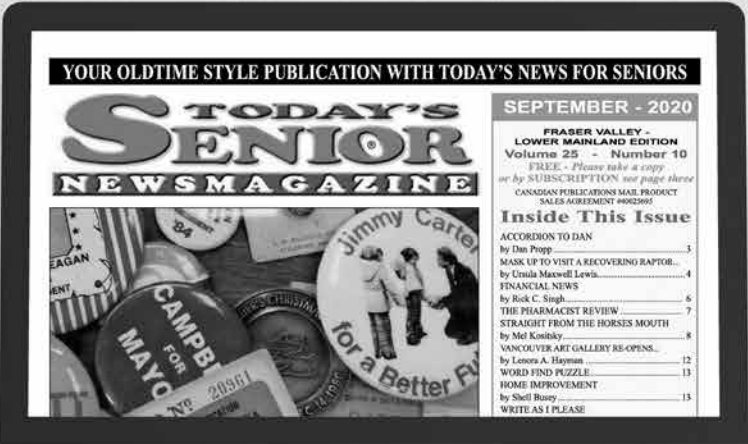 YOUR OLDTIME STYLE PUBLICATION WITH TODAY'S NEWS FOR SENIORS
TODAY'S
SENIOR®
NEWSMAGAZINE
SEPTEMBER - 2020
FRASER VALLEY -
LOWER MAINLAND EDITION
Volume 25 - Number 10
FREE - Please take a copy
or by SUBSCRIPTION see page three
CANADIAN PUBLICATIONS MAIL PRODUCT
SALES AGREEMENT #40025695
Inside This Issue
ACCORDION TO DAN
by Dan Propp 3
MASK UP TO VISIT A RECOVERING RAPTOR...
by Ursula Maxwell Lewis 4
FINANCIAL NEWS
by Rick C. Singh 6
THE PHARMACIST REVIEW 7
STRAIGHT FROM THE HORSES MOUTH
by Mel Kositsky 8
VANCOUVER ART GALLERY RE-OPENS...
by Lenora A. Hayman 12
WORD FIND PUZZLE 13
HOME IMPROVEMENT
by Shell Busey 13
WRITE AS I PLEASE
84
EAGAN
ENT
CAMPB
FOR
MAYO
Nº 20961
CHRISTM
Jimmy Carter
for a Better Fu